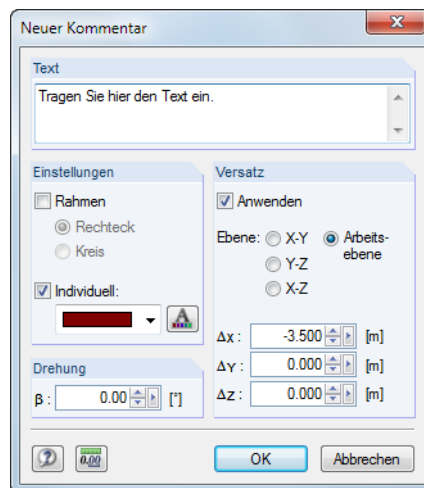 Neuer Kommentar
Text
Tragen Sie hier den Text ein.
Einstellungen
Rahmen
Rechteck
Kreis
Individuell:
Drehung
β : 0.00 [°]
Versatz
Anwenden
Ebene: X-Y Arbeits-
ebene
Y-Z
X-Z
Δx : -3.500 [m]
Δy : 0.000 [m]
Δz : 0.000 [m]
0.00
OK Abbrechen